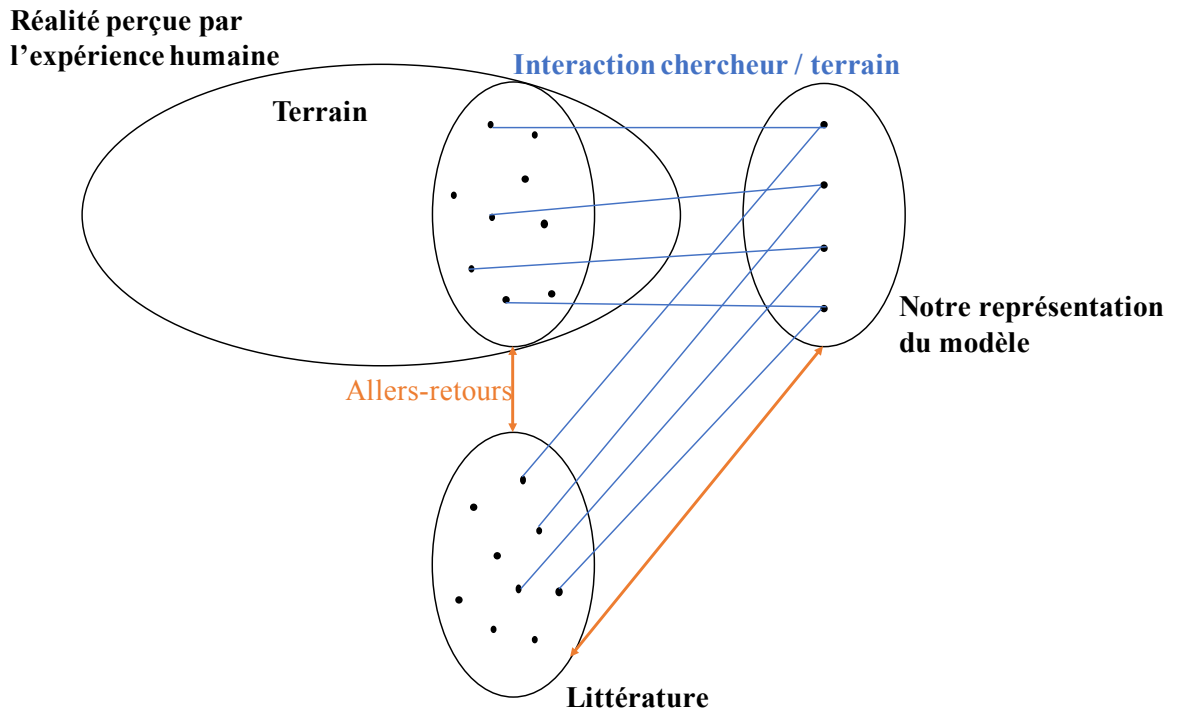 Réalité perçue par
l’expérience humaine
Interaction chercheur / terrain
Terrain
Notre représentation
du modèle
Allers-retours
Littérature